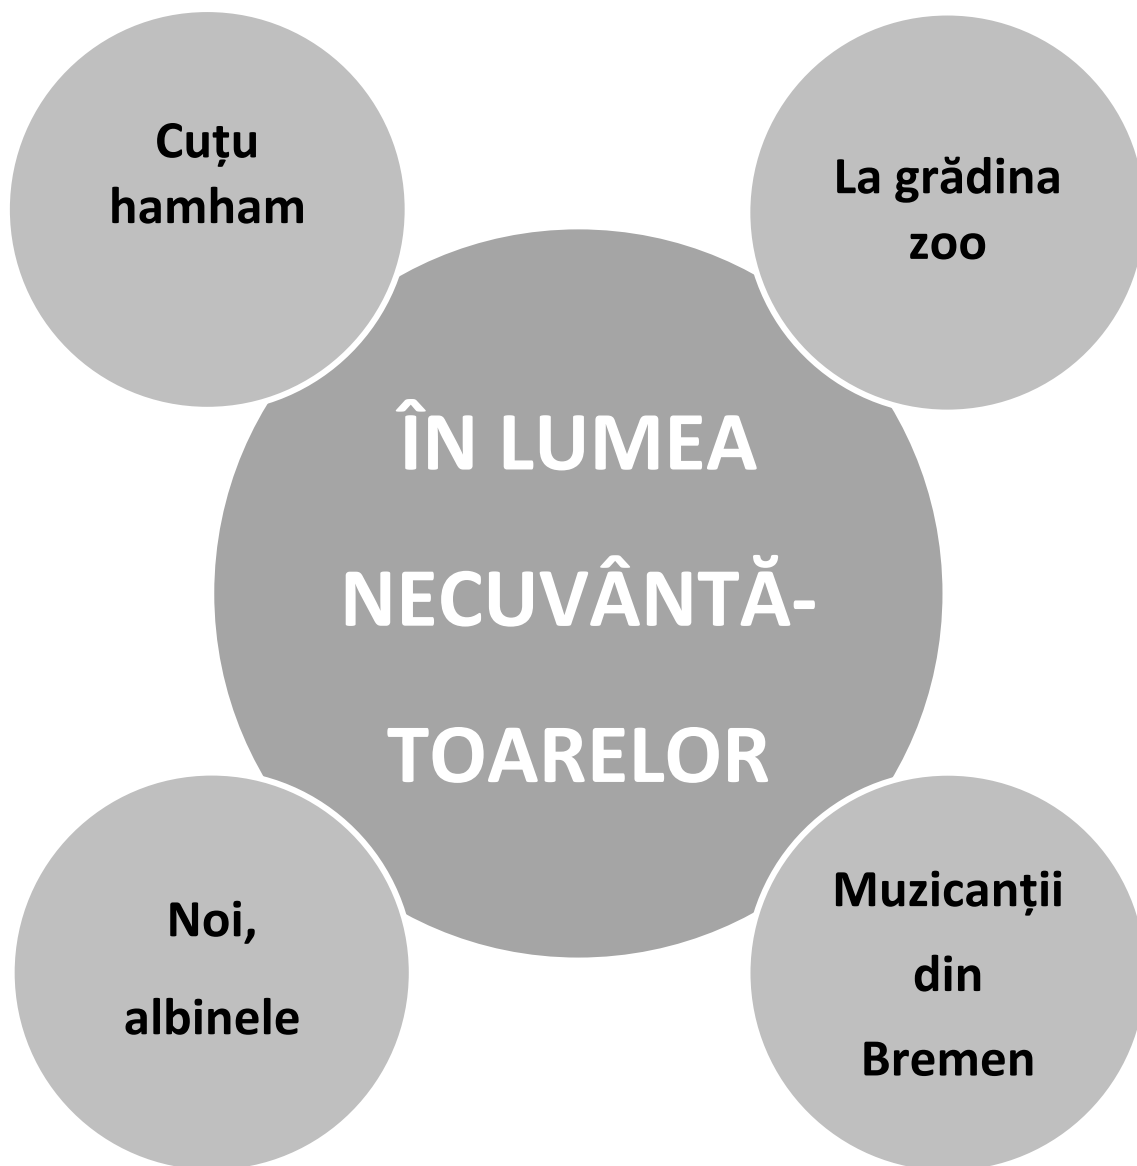 Cuțu
hamham
La grădina
zoo
ÎN LUMEA
NECUVÂNTĂ-
TOARELOR
Noi,
albinele
Muzicanții
din
Bremen